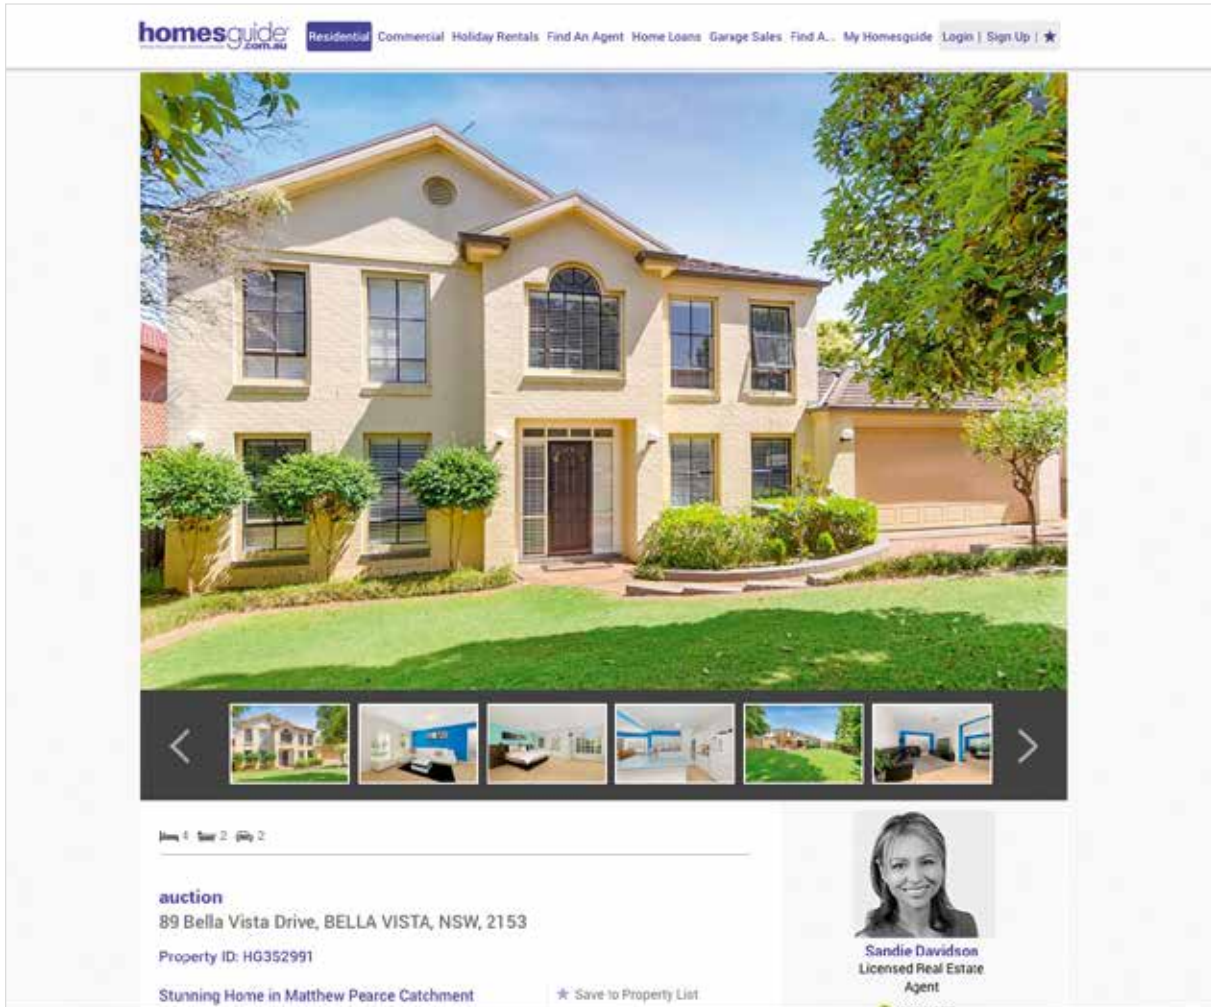 homesguide
.com.au
Residential Commercial Holiday Rentals Find An Agent Home Loans Garage Sales Find A... My Homesguide Login | Sign Up | ★
4 2 2
auction
89 Bella Vista Drive, BELLA VISTA, NSW, 2153
Property ID: HG352991
Stunning Home in Matthew Pearce Catchment
★ Save to Property List
Sandie Davidson
Licensed Real Estate
Agent